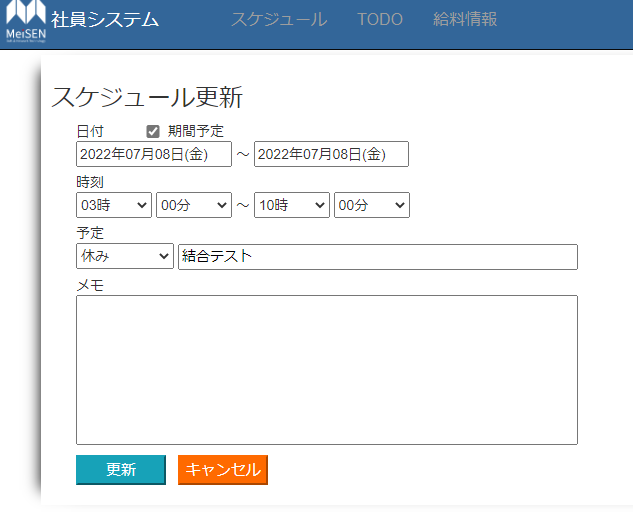 MeiSEN 社員システム スケジュール TODO 給料情報
スケジュール更新
日付 期間予定
2022年07月08日(金) ～ 2022年07月08日(金)
時刻
03時 00分 ～ 10時 00分
予定
休み 結合テスト
メモ
更新 キャンセル